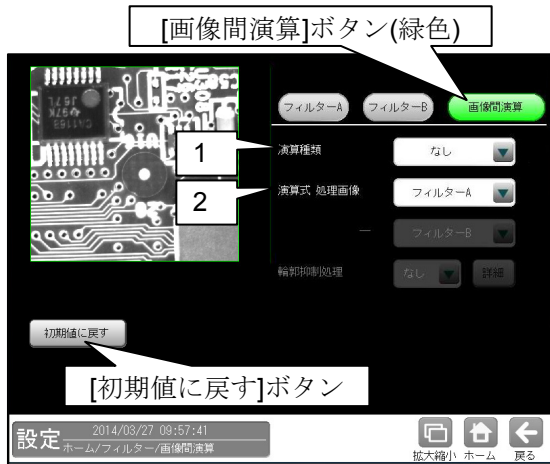 [画像間演算]ボタン(緑色)
フィルターA フィルターB 画像間演算
1 演算種類 なし
2 演算式 処理画像 フィルターA
— フィルターB
輪郭抑制処理 なし 詳細
初期値に戻す
[初期値に戻す]ボタン
設定 2014/03/27 09:57:41
ホーム/フィルター/画像間演算
拡大縮小 ホーム 戻る